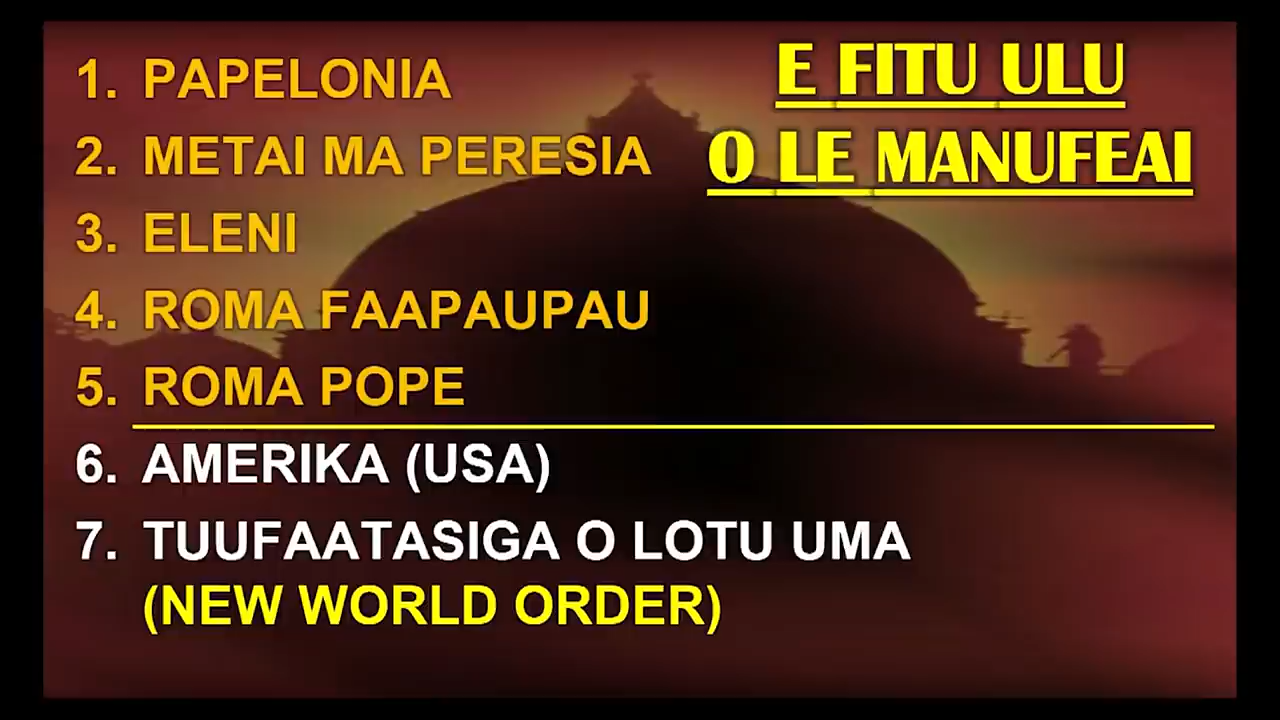 E FITU ULU
O LE MANUFEAI
1. PAPELONIA
2. METAI MA PERESIA
3. ELENI
4. ROMA FAAPAUPAU
5. ROMA POPE
6. AMERIKA (USA)
7. TUUFAATASIGA O LOTU UMA
(NEW WORLD ORDER)